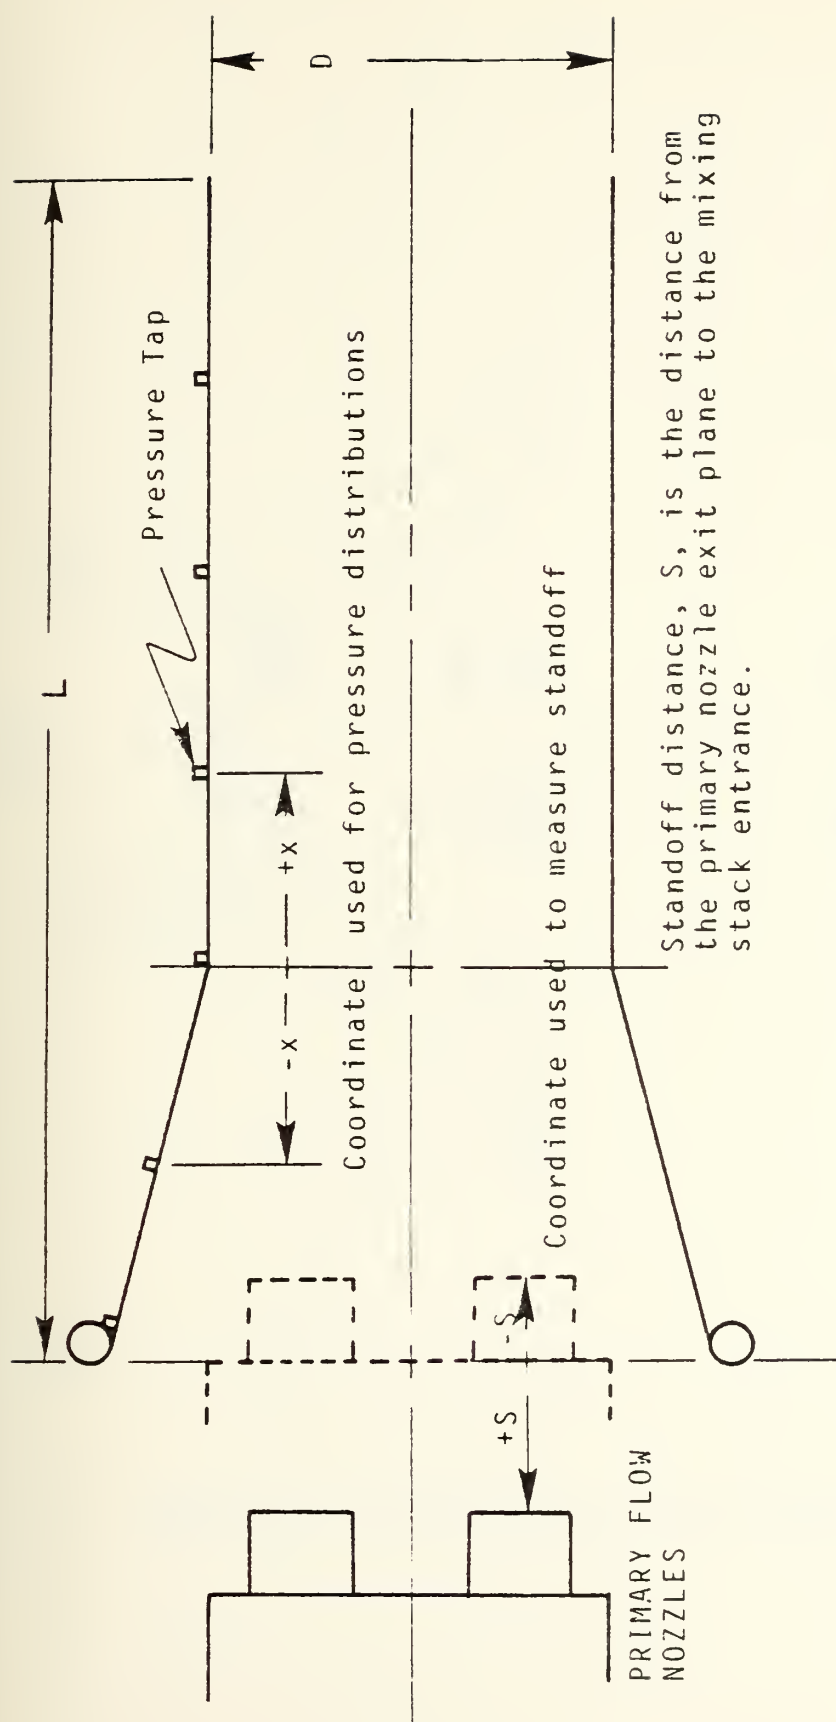 L
D
Pressure Tap
-x
+x
Coordinate used for pressure distributions
+S
-S
Coordinate used to measure standoff
PRIMARY FLOW
NOZZLES
Standoff distance, S, is the distance from
the primary nozzle exit plane to the mixing
stack entrance.